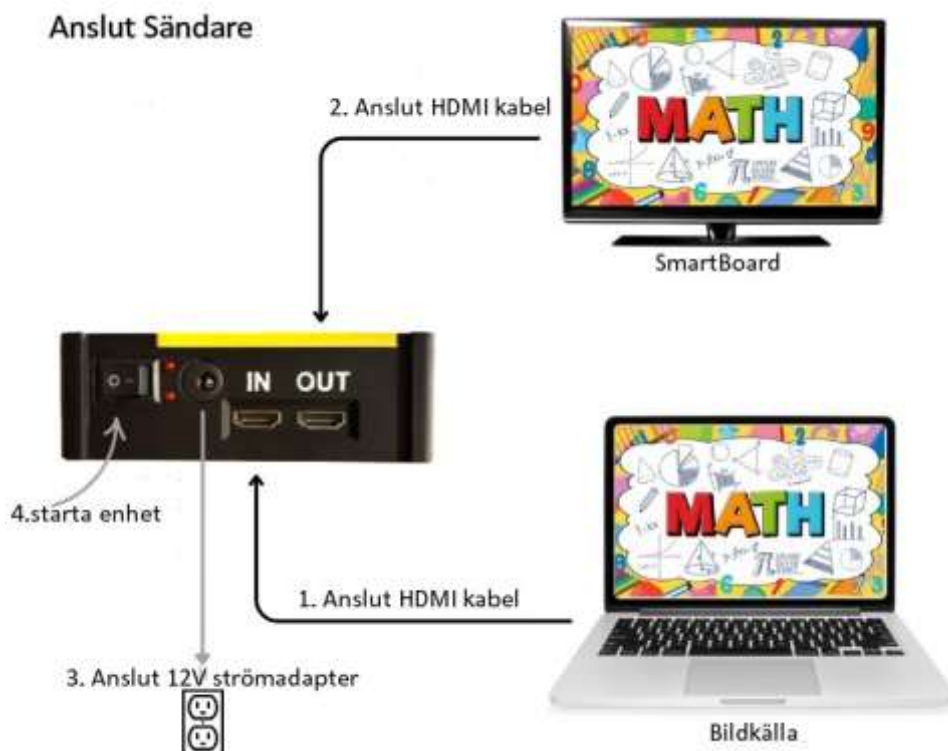 Anslut Sändare
2. Anslut HDMI kabel
MATH
SmartBoard
IN OUT
4.starta enhet
1. Anslut HDMI kabel
MATH
3. Anslut 12V strömadapter
Bildkälla